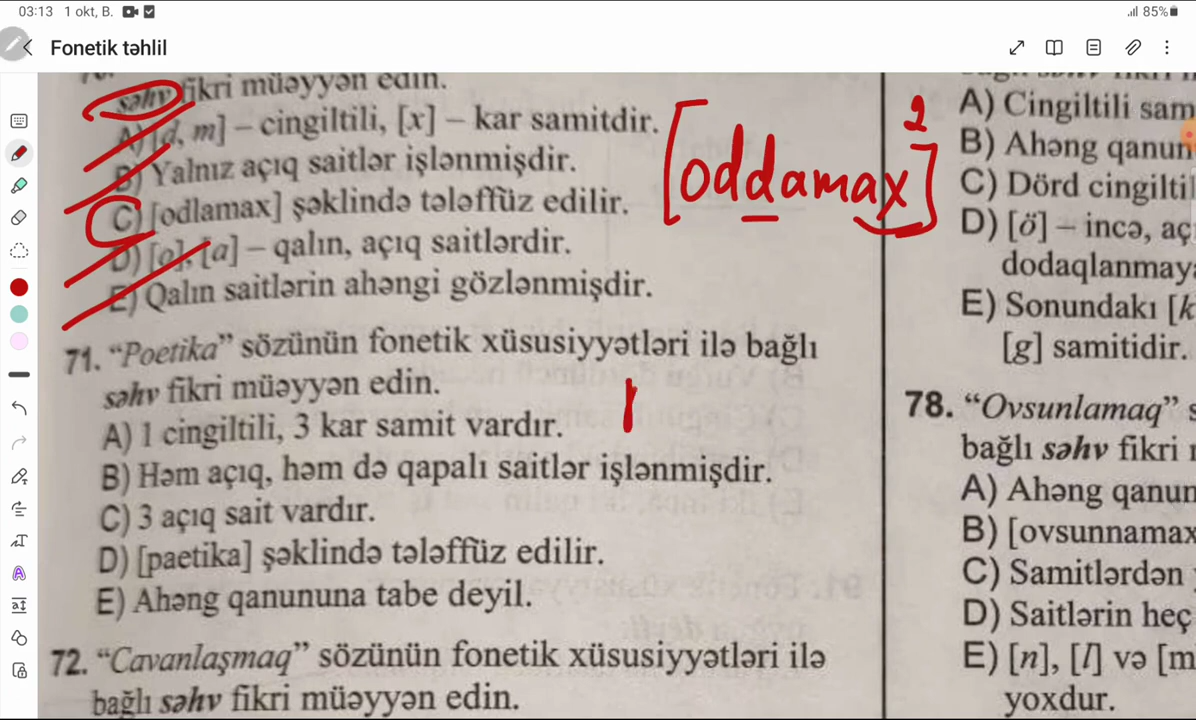 03:13 1 okt, B. 85%
Fonetik təhlil
səhv fikri müəyyən edin.
A) [d, m] – cingiltili, [x] – kar samitdir.
B) Yalnız açıq saitlər işlənmişdir.
C) [odlamax] şəklində tələffüz edilir.
D) [o], [a] – qalın, açıq saitlərdir.
E) Qalın saitlərin ahəngi gözlənmişdir.
[oddamax]
71. “Poetika” sözünün fonetik xüsusiyyətləri ilə bağlı
səhv fikri müəyyən edin.
A) 1 cingiltili, 3 kar samit vardır.
B) Həm açıq, həm də qapalı saitlər işlənmişdir.
C) 3 açıq sait vardır.
D) [paetika] şəklində tələffüz edilir.
E) Ahəng qanununa tabe deyil.
72. “Cavanlaşmaq” sözünün fonetik xüsusiyyətləri ilə
bağlı səhv fikri müəyyən edin.
A) Cingiltili sam
B) Ahəng qanun
C) Dörd cingiltil
D) [ö] – incə, aç
dodaqlanmay
E) Sonundakı [k
[g] samitidir.
78. “Ovsunlamaq” s
bağlı səhv fikri
A) Ahəng qanun
B) [ovsunnamax
C) Samitlərdən
D) Saitlərin heç
E) [n], [l] və [m
yoxdur.